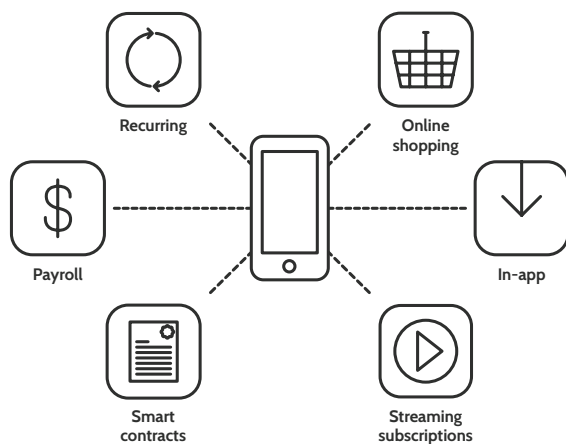 Recurring
Online
shopping
Payroll
In-app
Smart
contracts
Streaming
subscriptions